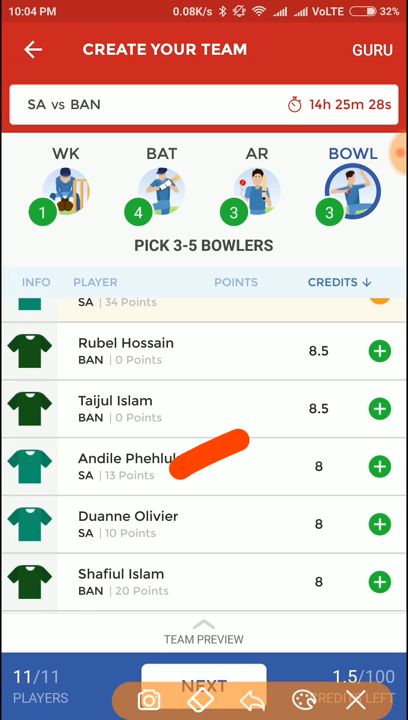 10:04 PM 0.08K/s VoLTE 32%
CREATE YOUR TEAM GURU
SA vs BAN 14h 25m 28s
WK BAT AR BOWL
1 4 3 3
PICK 3-5 BOWLERS
INFO PLAYER POINTS CREDITS ↓
SA | 34 Points
Rubel Hossain
BAN | 0 Points
8.5
Taijul Islam
BAN | 0 Points
8.5
Andile
SA | 13 Points
8
Duanne Olivier
SA | 10 Points
8
Shafiul Islam
BAN | 20 Points
8
TEAM PREVIEW
11/11
PLAYERS
NEXT
1.5/100
CREDITS LEFT